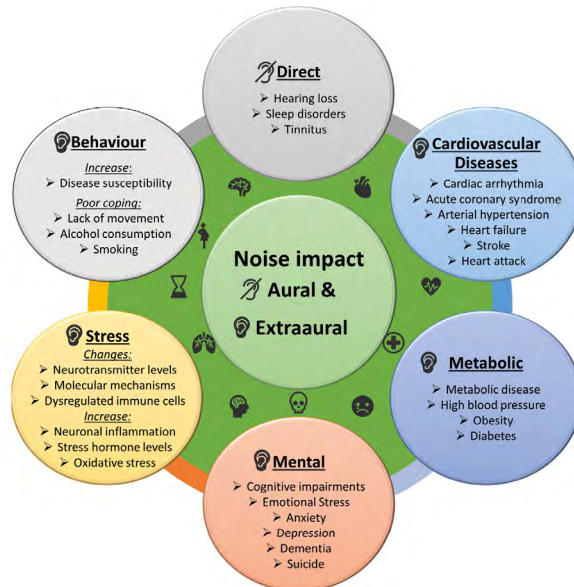 Direct
➢ Hearing loss
➢ Sleep disorders
➢ Tinnitus
Behaviour
Increase:
➢ Disease susceptibility
Poor coping:
➢ Lack of movement
➢ Alcohol consumption
➢ Smoking
Cardiovascular
Diseases
➢ Cardiac arrhythmia
➢ Acute coronary syndrome
➢ Arterial hypertension
➢ Heart failure
➢ Stroke
➢ Heart attack
Noise impact
Aural &
Extraaural
Stress
Changes:
➢ Neurotransmitter levels
➢ Molecular mechanisms
➢ Dysregulated immune cells
Increase:
➢ Neuronal inflammation
➢ Stress hormone levels
➢ Oxidative stress
Metabolic
➢ Metabolic disease
➢ High blood pressure
➢ Obesity
➢ Diabetes
Mental
➢ Cognitive impairments
➢ Emotional Stress
➢ Anxiety
➢ Depression
➢ Dementia
➢ Suicide